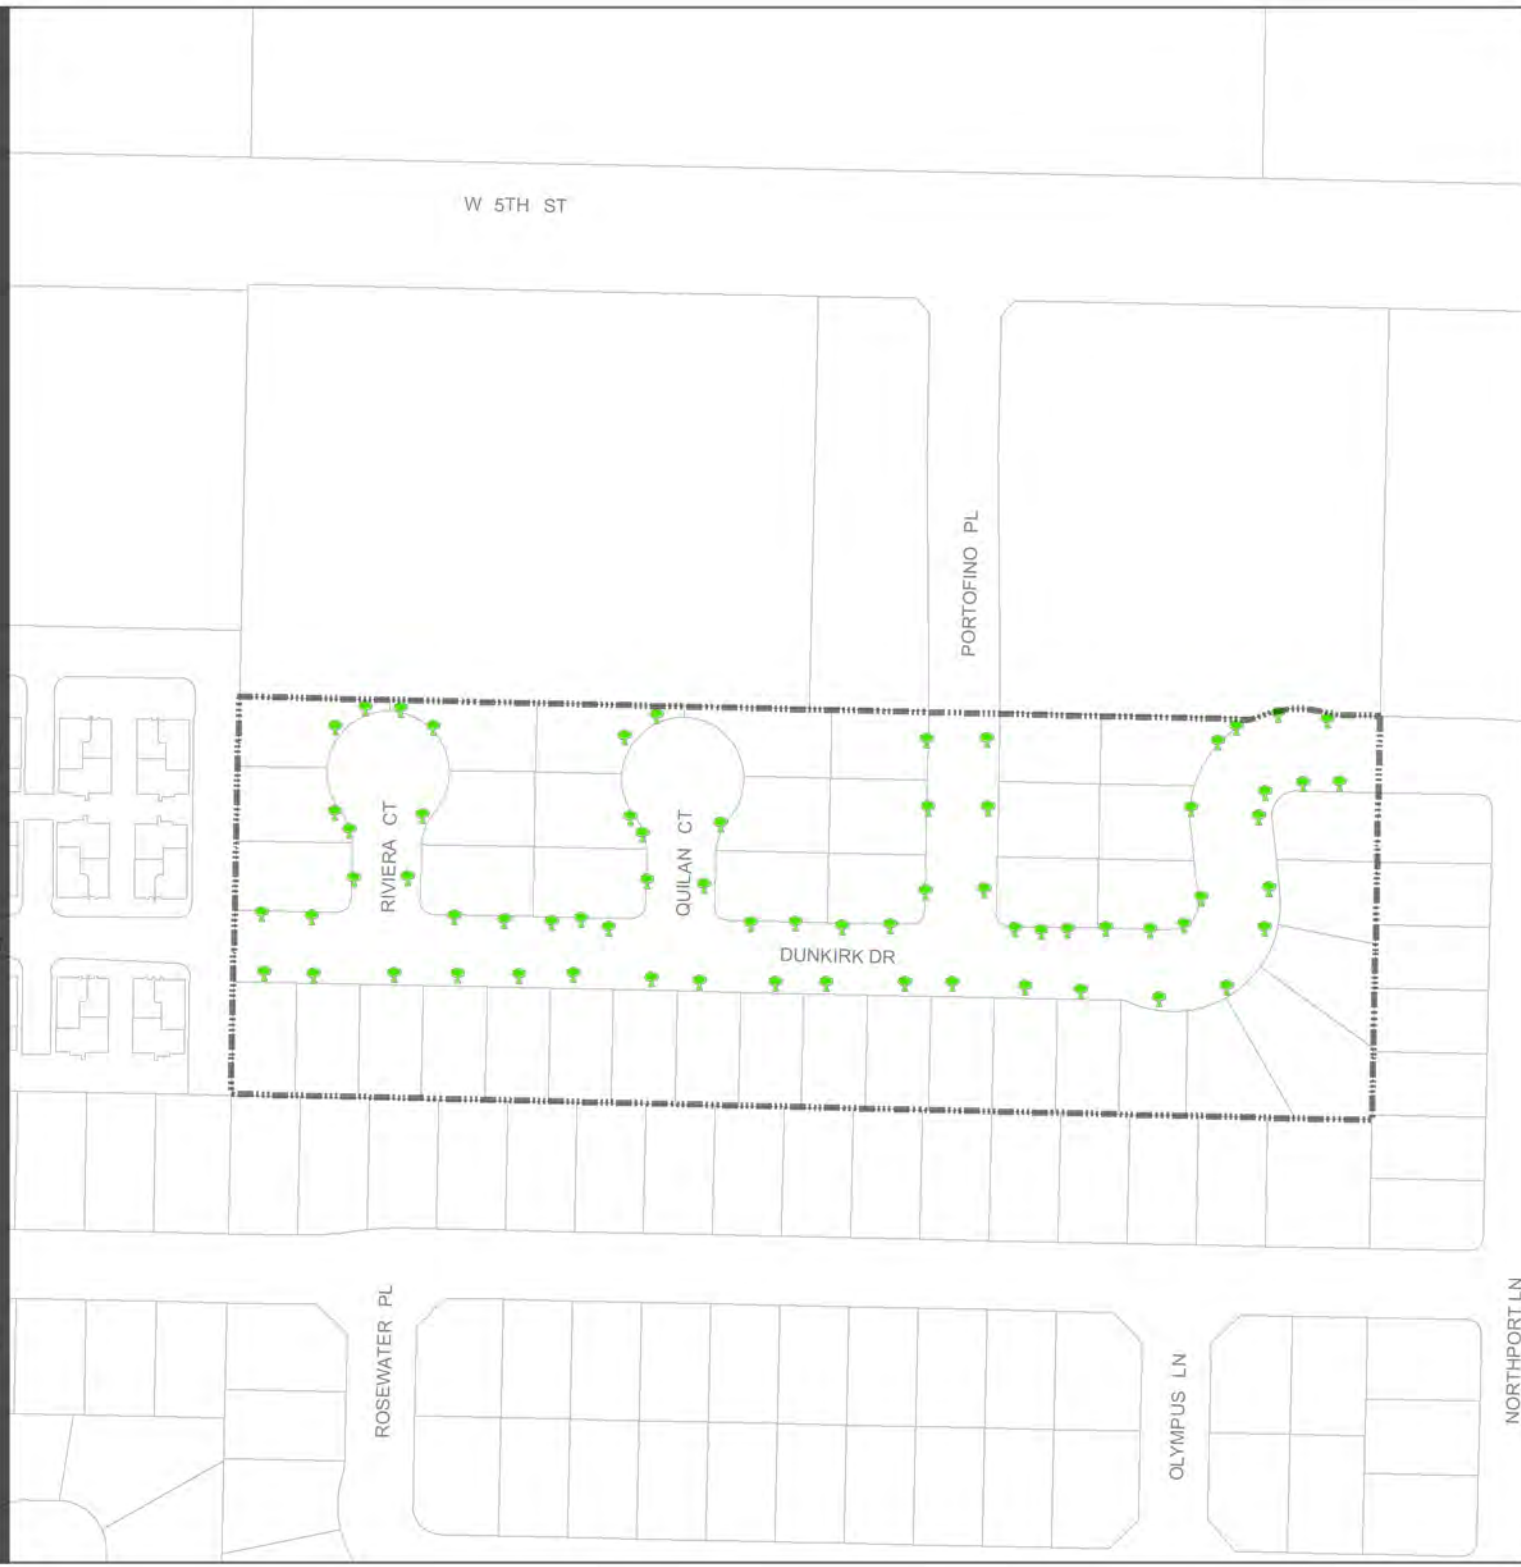 W 5TH ST
PORTOFINO PL
RIVIERA CT
QUILAN CT
DUNKIRK DR
ROSEWATER PL
OLYMPUS LN
NORTHPORT LN